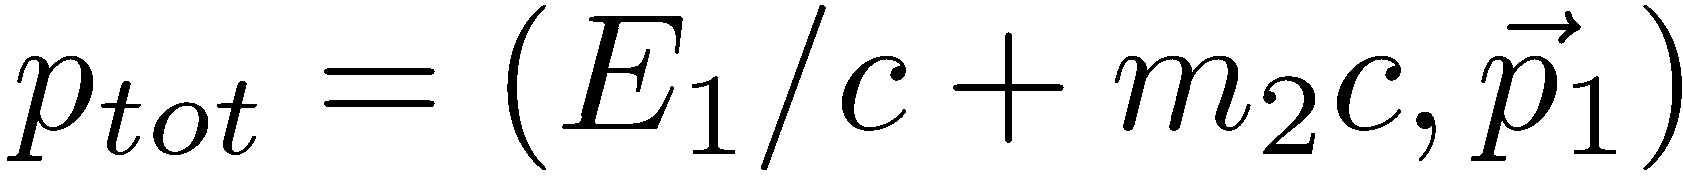 p_{tot} = (E_1/c + m_2c, \vec{p}_1)